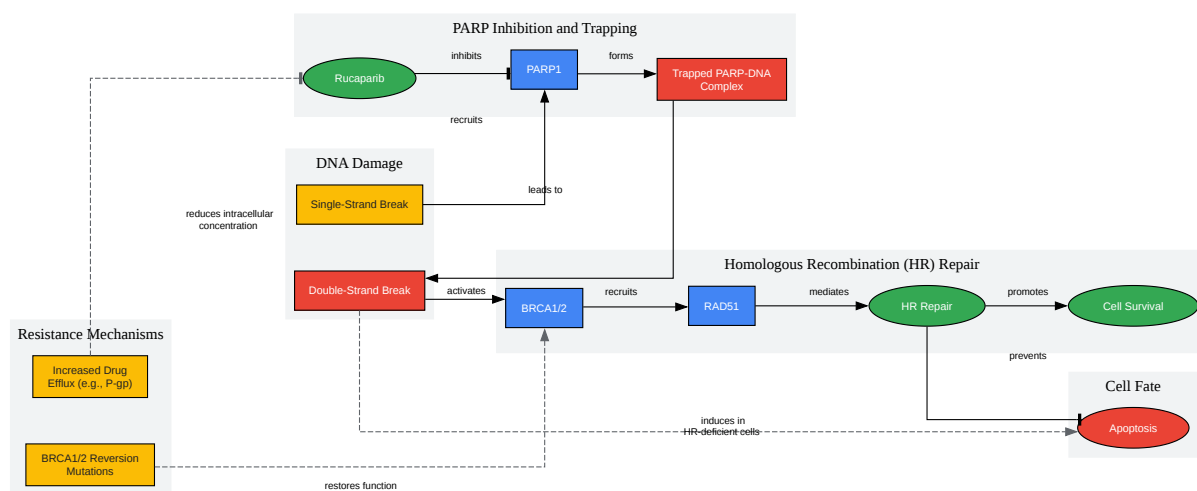 PARP Inhibition and Trapping
inhibits
forms
Rucaparib
PARP1
Trapped PARP-DNA
Complex
recruits
DNA Damage
Single-Strand Break
leads to
reduces intracellular
concentration
Homologous Recombination (HR) Repair
Double-Strand Break
activates
BRCA1/2
recruits
RAD51
mediates
HR Repair
promotes
Cell Survival
Resistance Mechanisms
prevents
Increased Drug
Efflux (e.g., P-gp)
Cell Fate
induces in
HR-deficient cells
Apoptosis
BRCA1/2 Reversion
Mutations
restores function